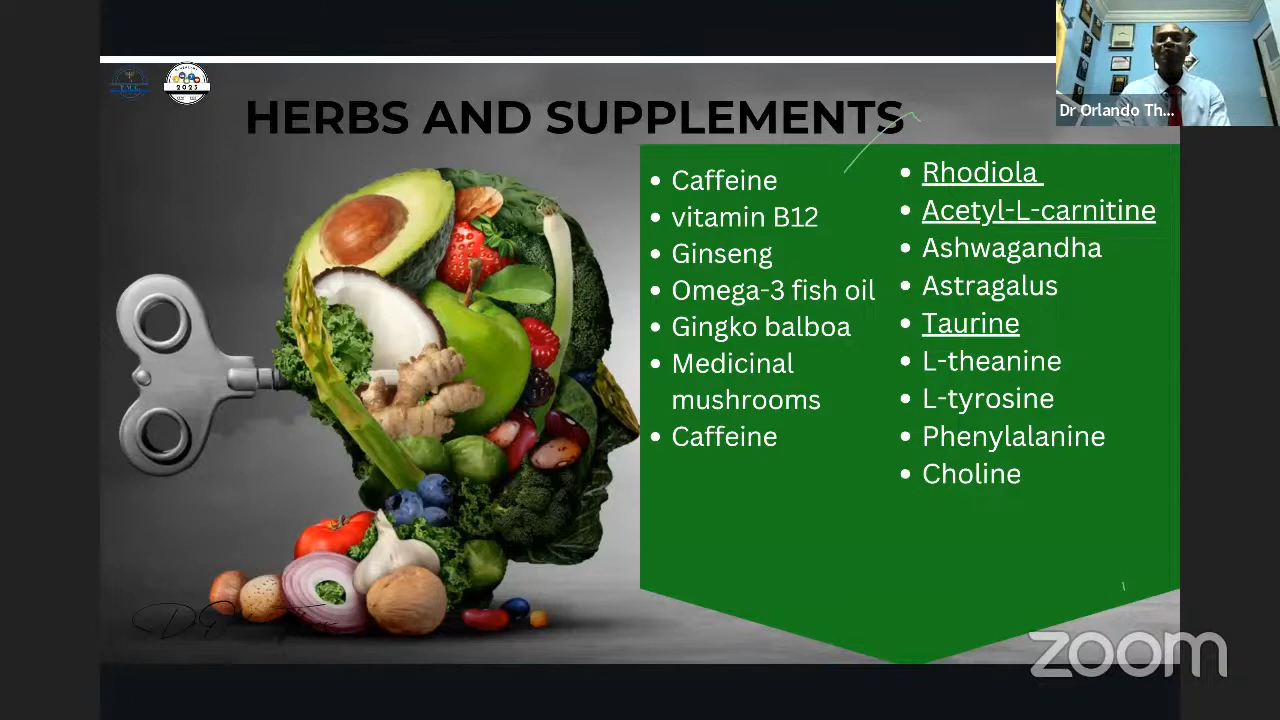 Dr Orlando Th...
2023
HERBS AND SUPPLEMENTS
• Caffeine
• vitamin B12
• Ginseng
• Omega-3 fish oil
• Gingko balboa
• Medicinal
mushrooms
• Caffeine
• Rhodiola
• Acetyl-L-carnitine
• Ashwagandha
• Astragalus
• Taurine
• L-theanine
• L-tyrosine
• Phenylalanine
• Choline
zoom